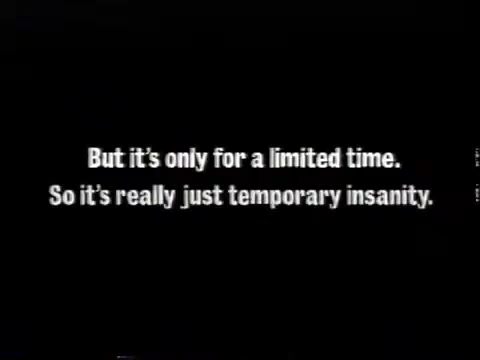 But it's only for a limited time.
So it's really just temporary insanity.